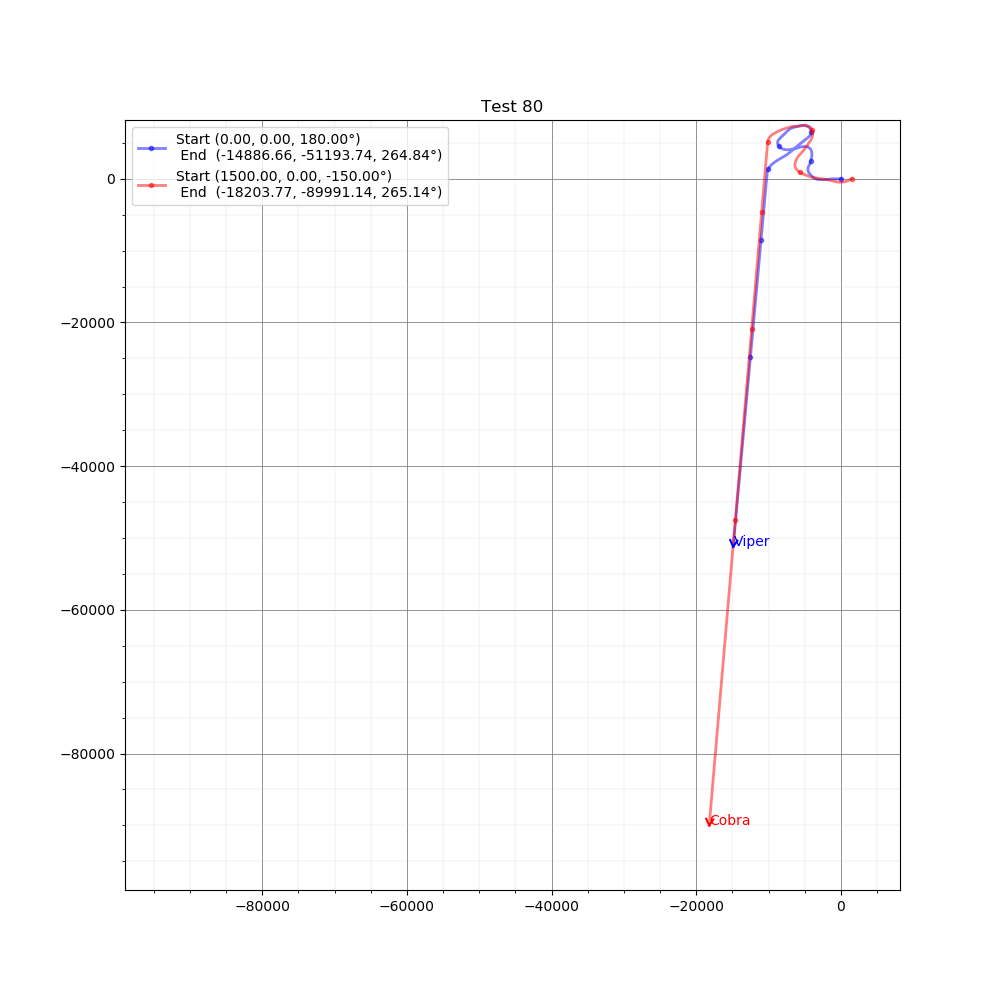 Test 80
Start (0.00, 0.00, 180.00°)
End  (-14886.66, -51193.74, 264.84°)
Start (1500.00, 0.00, -150.00°)
End  (-18203.77, -89991.14, 265.14°)
0
−20000
−40000
−60000
−80000
Viper
Cobra
−80000
−60000
−40000
−20000
0